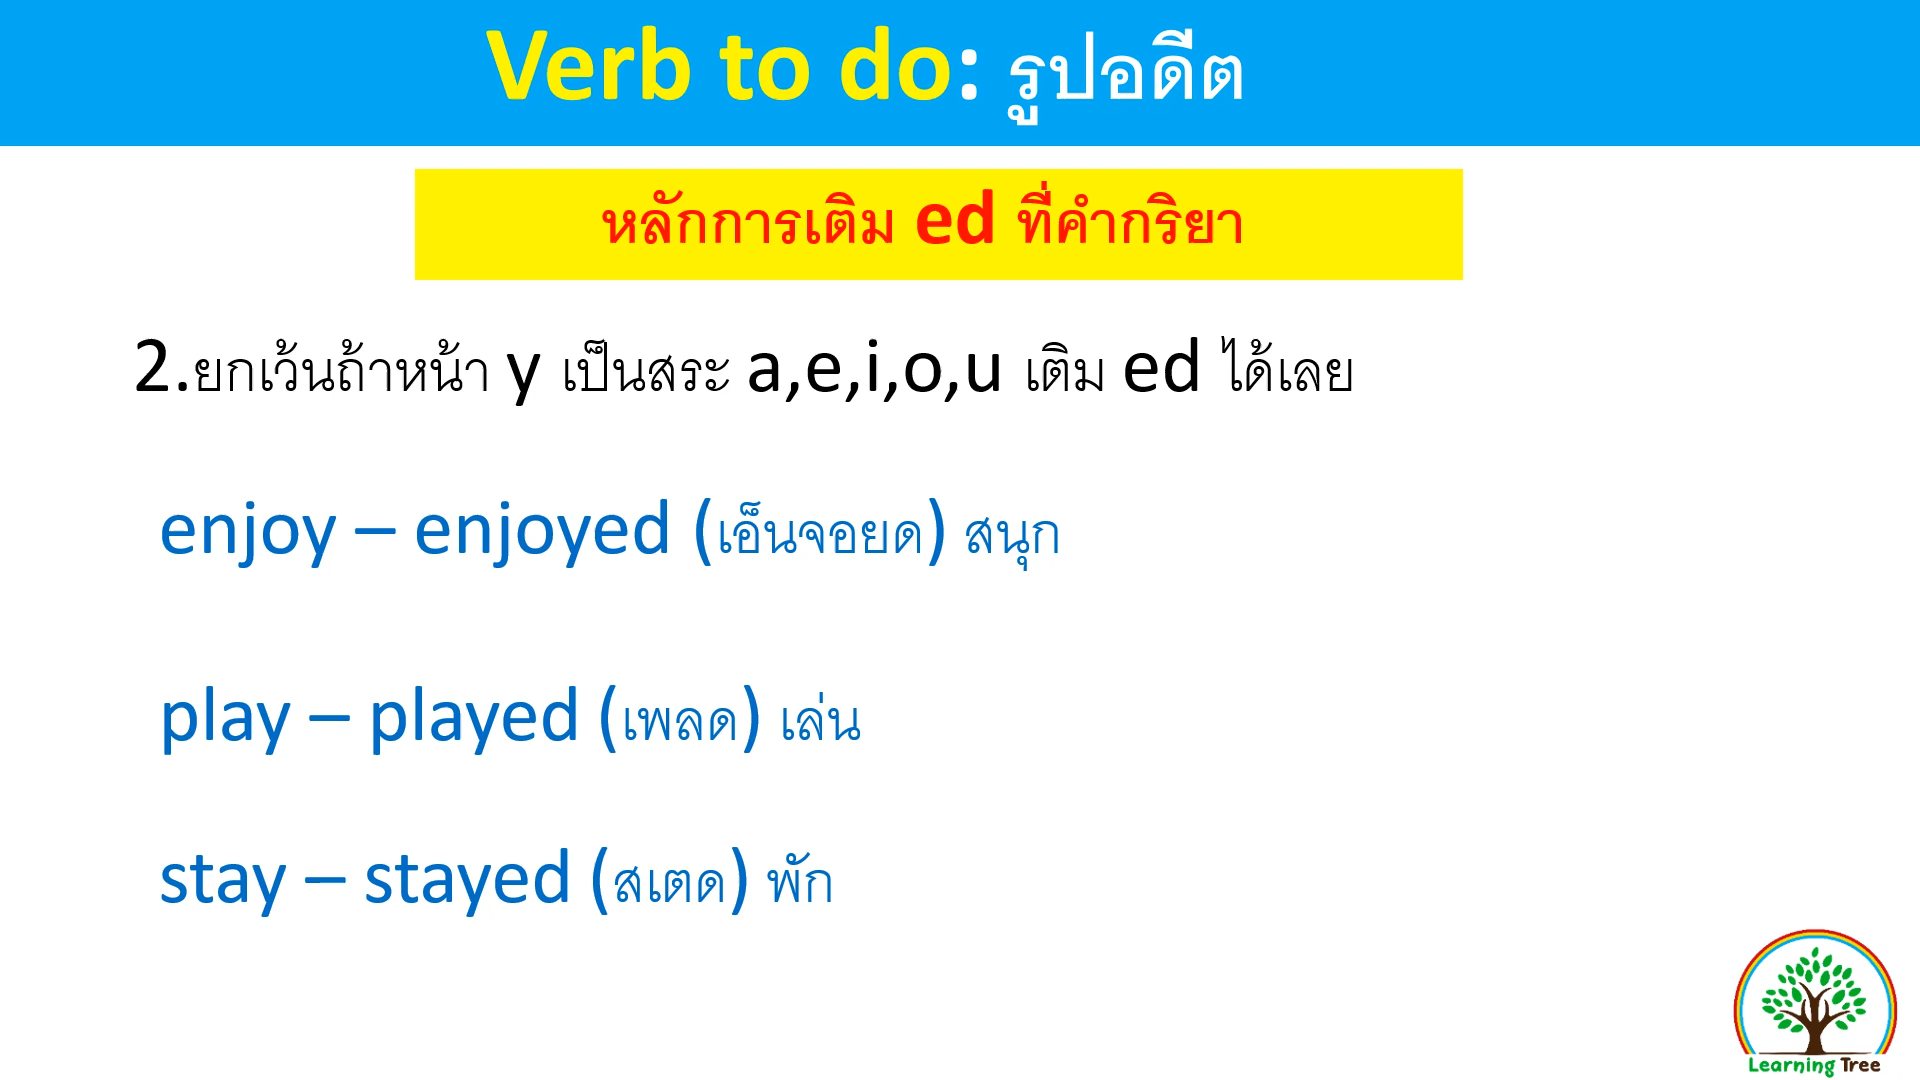 Verb to do: รูปอดีต
หลักการเติม ed ที่คำกริยา
2.ยกเว้นถ้าหน้า y เป็นสระ a,e,i,o,u เติม ed ได้เลย
enjoy – enjoyed (เอ็นจอยด) สนุก
play – played (เพลด) เล่น
stay – stayed (สเตด) พัก
Learning Tree